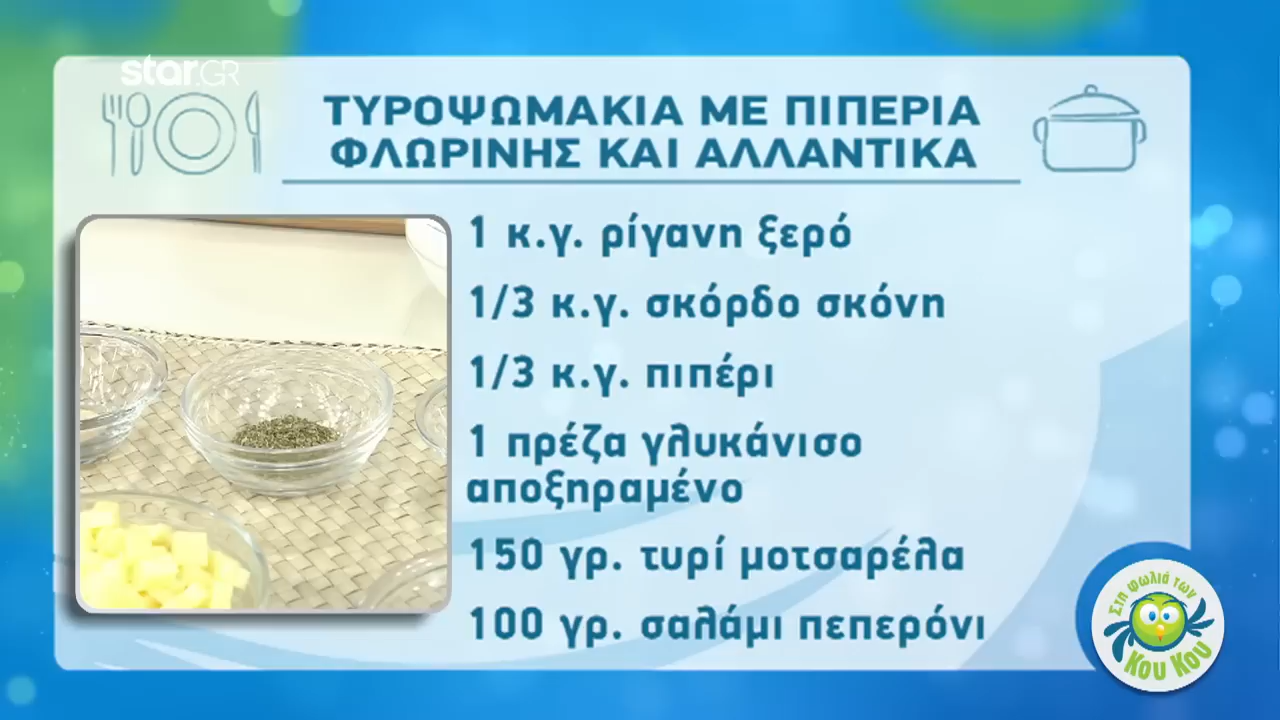 star.GR
ΤΥΡΟΨΩΜΑΚΙΑ ΜΕ ΠΙΠΕΡΙΑ
ΦΛΩΡΙΝΗΣ ΚΑΙ ΑΛΛΑΝΤΙΚΑ
1 κ.γ. ρίγανη ξερό
1/3 κ.γ. σκόρδο σκόνη
1/3 κ.γ. πιπέρι
1 πρέζα γλυκάνισο
αποξηραμένο
150 γρ. τυρί μοτσαρέλα
100 γρ. σαλάμι πεπερόνι
Στη φωλιά των
Κου Κου